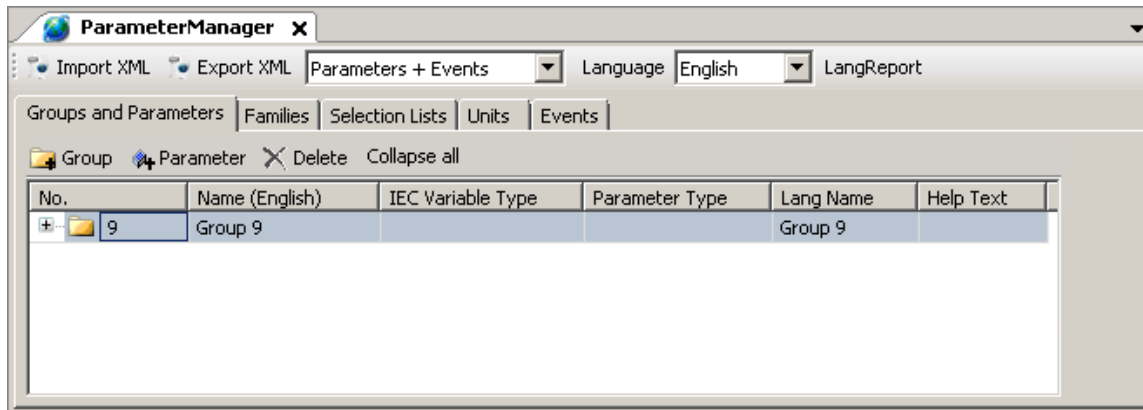 ParameterManager
Import XML Export XML Parameters + Events Language English LangReport
Groups and Parameters Families Selection Lists Units Events
Group Parameter Delete Collapse all
No. Name (English) IEC Variable Type Parameter Type Lang Name Help Text
9 Group 9 Group 9